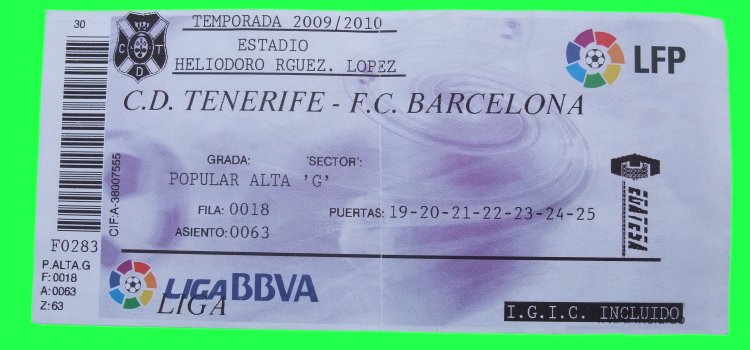 30
TEMPORADA 2009/2010
ESTADIO
HELIODORO RGUEZ. LOPEZ
C T
D
LFP
C.D. TENERIFE - F.C. BARCELONA
GRADA: 'SECTOR':
POPULAR ALTA 'G'
FILA: 0018 PUERTAS: 19-20-21-22-23-24-25
ASIENTO: 0063
CIF:A-38007555
EGATESA
F0283
P.ALTA.G
F: 0018
A: 0063
Z: 63
LIGA BBVA
LIGA
I.G.I.C. INCLUIDO